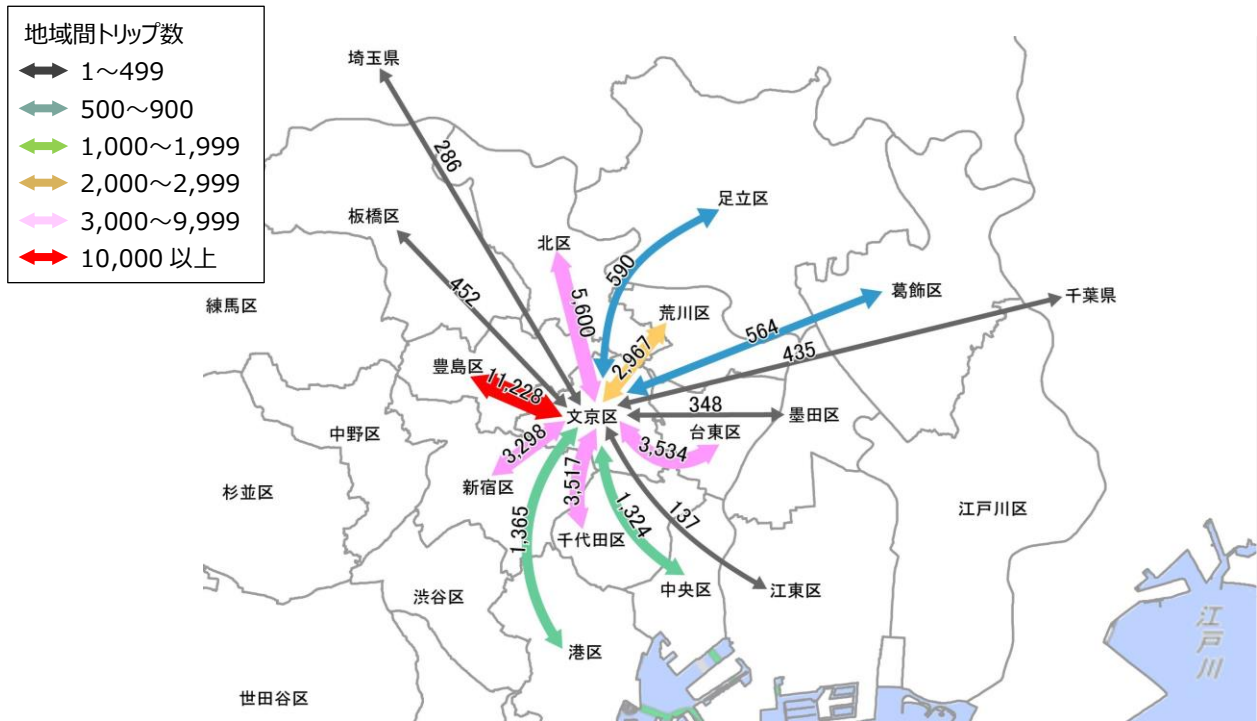 地域間トリップ数
1～499
500～900
1,000～1,999
2,000～2,999
3,000～9,999
10,000 以上
埼玉県
286
足立区
板橋区
北区
590
452
葛飾区
千葉県
練馬区
5,600
荒川区
564
435
2,967
豊島区
11,228
348
文京区
墨田区
中野区
台東区
3,298
3,534
新宿区
3,517
杉並区
1,365
1,324
137
江戸川区
千代田区
中央区
江東区
渋谷区
江戸川
港区
世田谷区